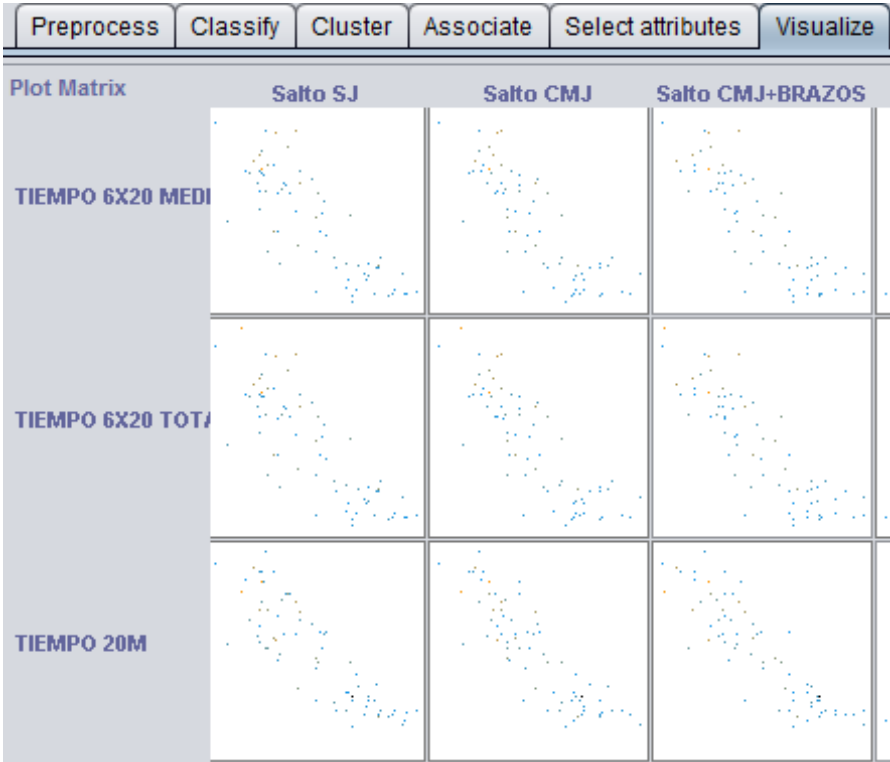 Preprocess Classify Cluster Associate Select attributes Visualize
Plot Matrix Salto SJ Salto CMJ Salto CMJ+BRAZOS
TIEMPO 6X20 MEDI
TIEMPO 6X20 TOTA
TIEMPO 20M